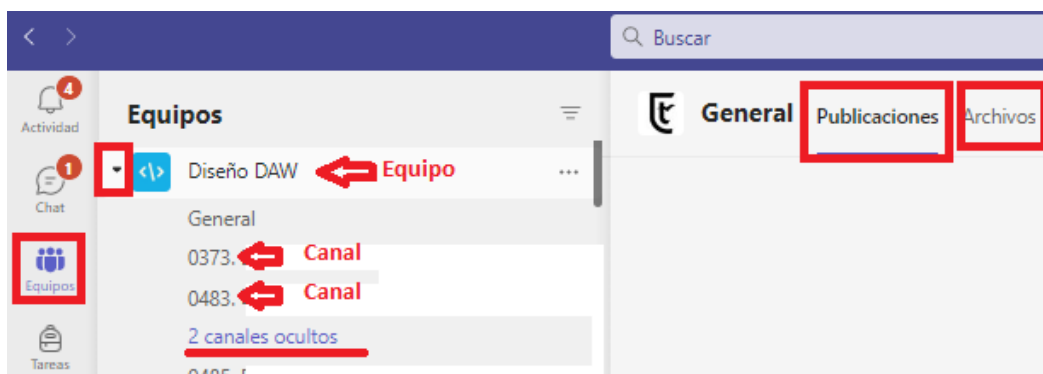 Buscar
4
Actividad
Equipos
General
Publicaciones
Archivos
1
Chat
Diseño DAW
Equipo
General
Equipos
0373.
Canal
0483.
Canal
2 canales ocultos
Tareas